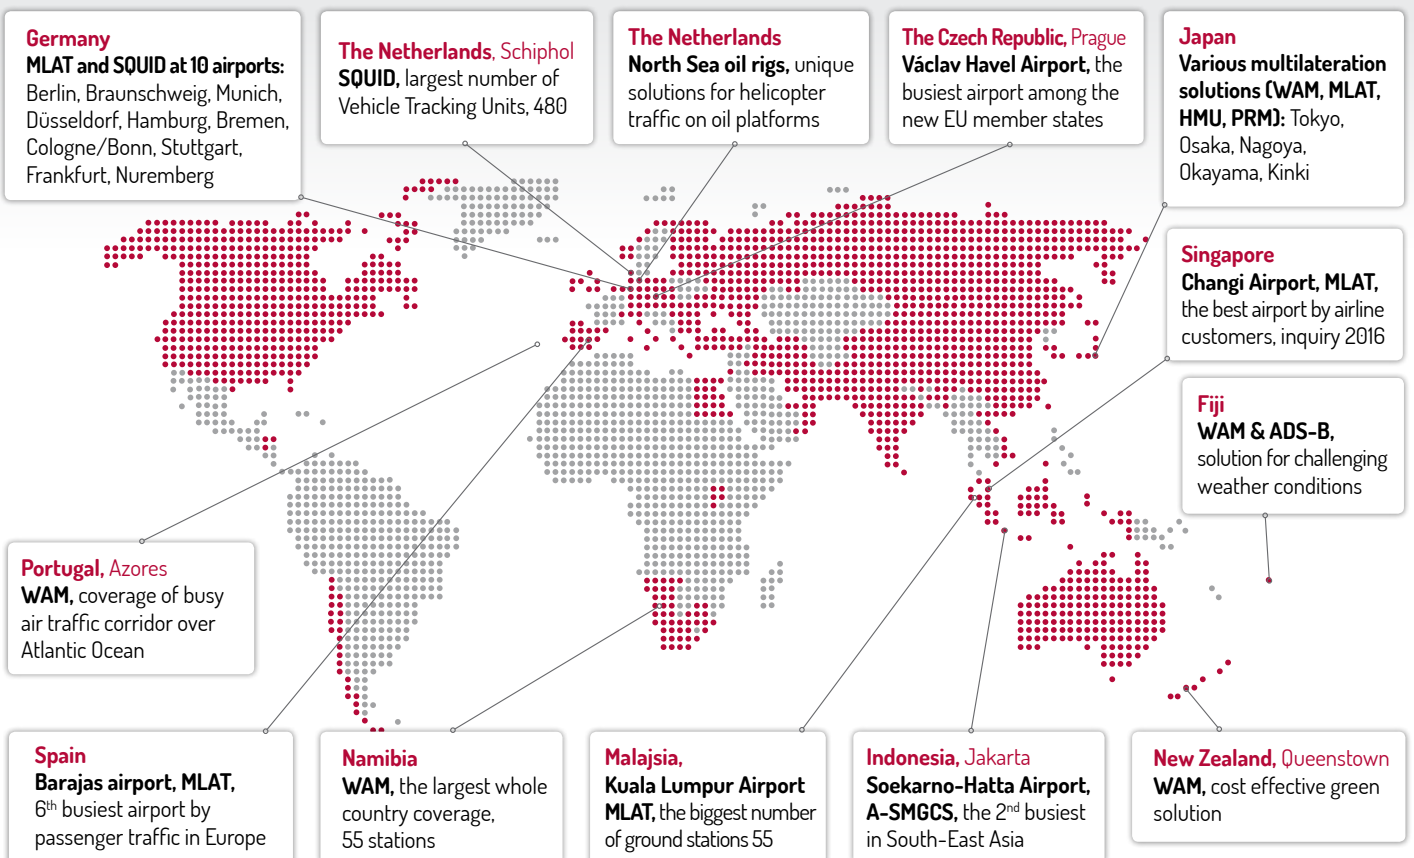 Germany
MLAT and SQUID at 10 airports:
Berlin, Braunschweig, Munich,
Düsseldorf, Hamburg, Bremen,
Cologne/Bonn, Stuttgart,
Frankfurt, Nuremberg
The Netherlands, Schiphol
SQUID, largest number of
Vehicle Tracking Units, 480
The Netherlands
North Sea oil rigs, unique
solutions for helicopter
traffic on oil platforms
The Czech Republic, Prague
Václav Havel Airport, the
busiest airport among the
new EU member states
Japan
Various multilateration
solutions (WAM, MLAT,
HMU, PRM): Tokyo,
Osaka, Nagoya,
Okayama, Kinki
Singapore
Changi Airport, MLAT,
the best airport by airline
customers, inquiry 2016
Fiji
WAM & ADS-B,
solution for challenging
weather conditions
Portugal, Azores
WAM, coverage of busy
air traffic corridor over
Atlantic Ocean
Spain
Barajas airport, MLAT,
6th busiest airport by
passenger traffic in Europe
Namibia
WAM, the largest whole
country coverage,
55 stations
Malajsia,
Kuala Lumpur Airport
MLAT, the biggest number
of ground stations 55
Indonesia, Jakarta
Soekarno-Hatta Airport,
A-SMGCS, the 2nd busiest
in South-East Asia
New Zealand, Queenstown
WAM, cost effective green
solution